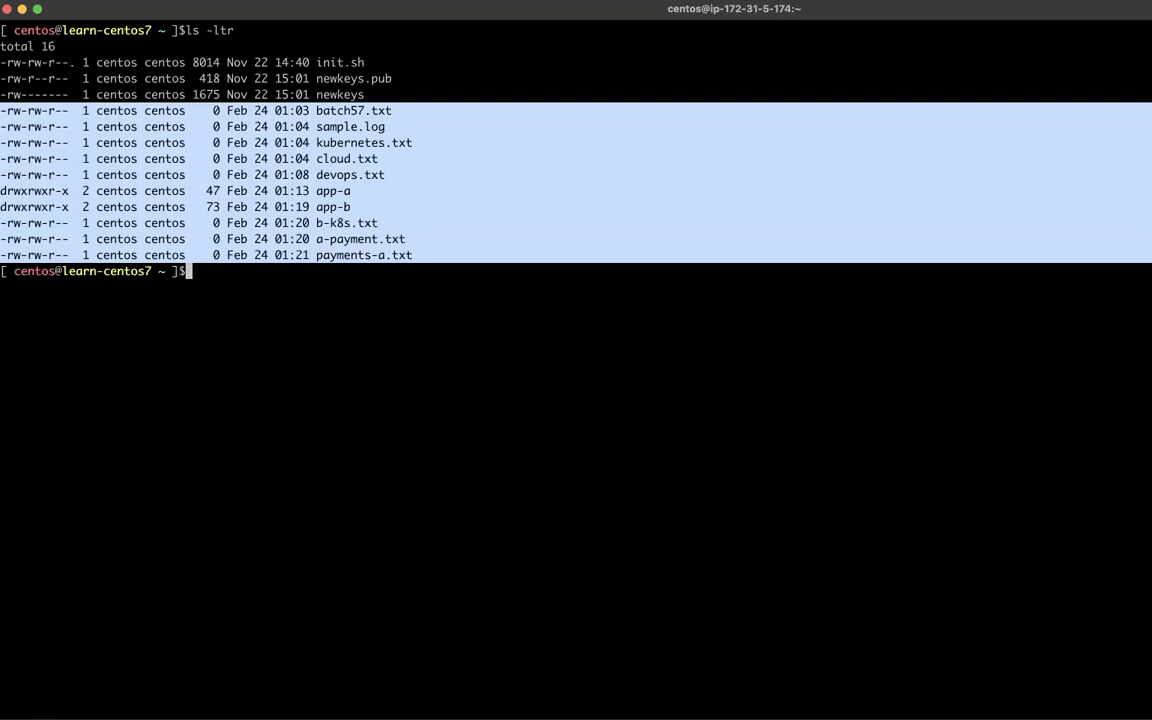 centos@ip-172-31-5-174:~
[ centos@learn-centos7 ~ ]$ls -ltr
total 16
-rw-rw-r--. 1 centos centos 8014 Nov 22 14:40 init.sh
-rw-r--r--  1 centos centos  418 Nov 22 15:01 newkeys.pub
-rw-------  1 centos centos 1675 Nov 22 15:01 newkeys
-rw-rw-r--  1 centos centos    0 Feb 24 01:03 batch57.txt
-rw-rw-r--  1 centos centos    0 Feb 24 01:04 sample.log
-rw-rw-r--  1 centos centos    0 Feb 24 01:04 kubernetes.txt
-rw-rw-r--  1 centos centos    0 Feb 24 01:04 cloud.txt
-rw-rw-r--  1 centos centos    0 Feb 24 01:08 devops.txt
drwxrwxr-x  2 centos centos   47 Feb 24 01:13 app-a
drwxrwxr-x  2 centos centos   73 Feb 24 01:19 app-b
-rw-rw-r--  1 centos centos    0 Feb 24 01:20 b-k8s.txt
-rw-rw-r--  1 centos centos    0 Feb 24 01:20 a-payment.txt
-rw-rw-r--  1 centos centos    0 Feb 24 01:21 payments-a.txt
[ centos@learn-centos7 ~ ]$